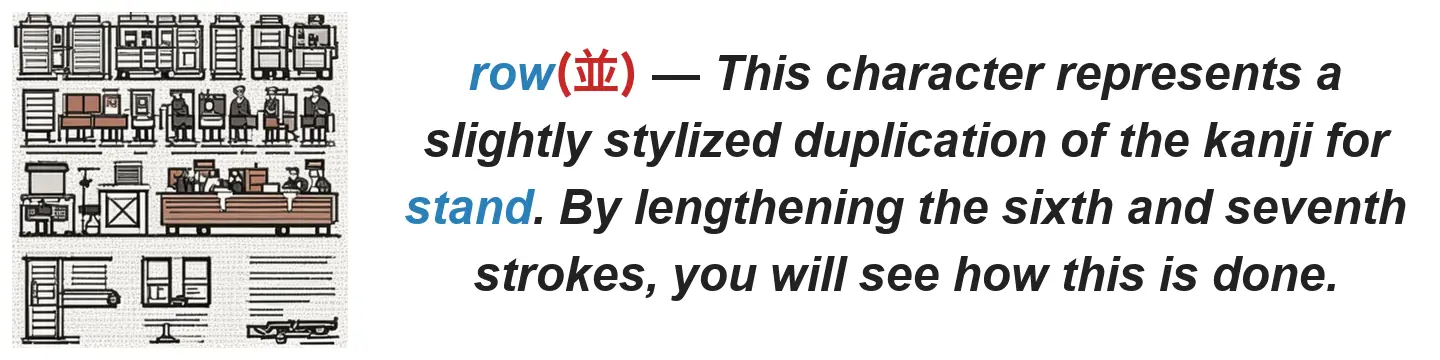 row(並) — This character represents a
slightly stylized duplication of the kanji for
stand. By lengthening the sixth and seventh
strokes, you will see how this is done.